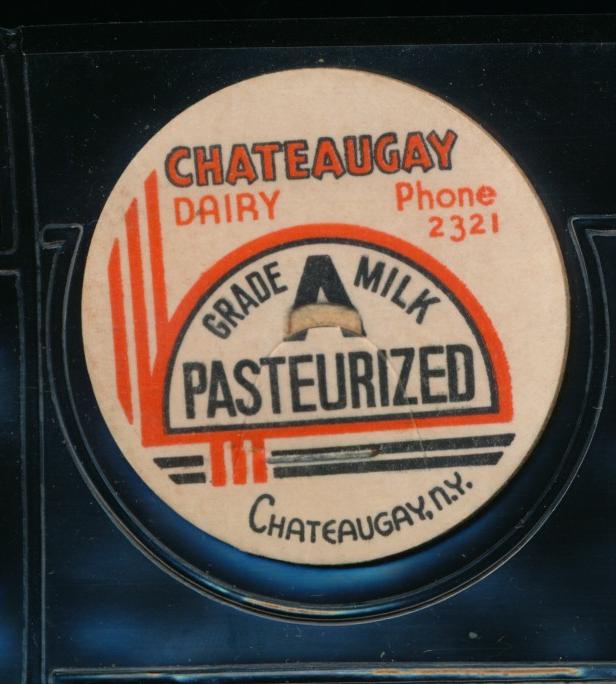 CHATEAUGAY
DAIRY
Phone
2321
GRADE A MILK
PASTEURIZED
CHATEAUGAY, N.Y.